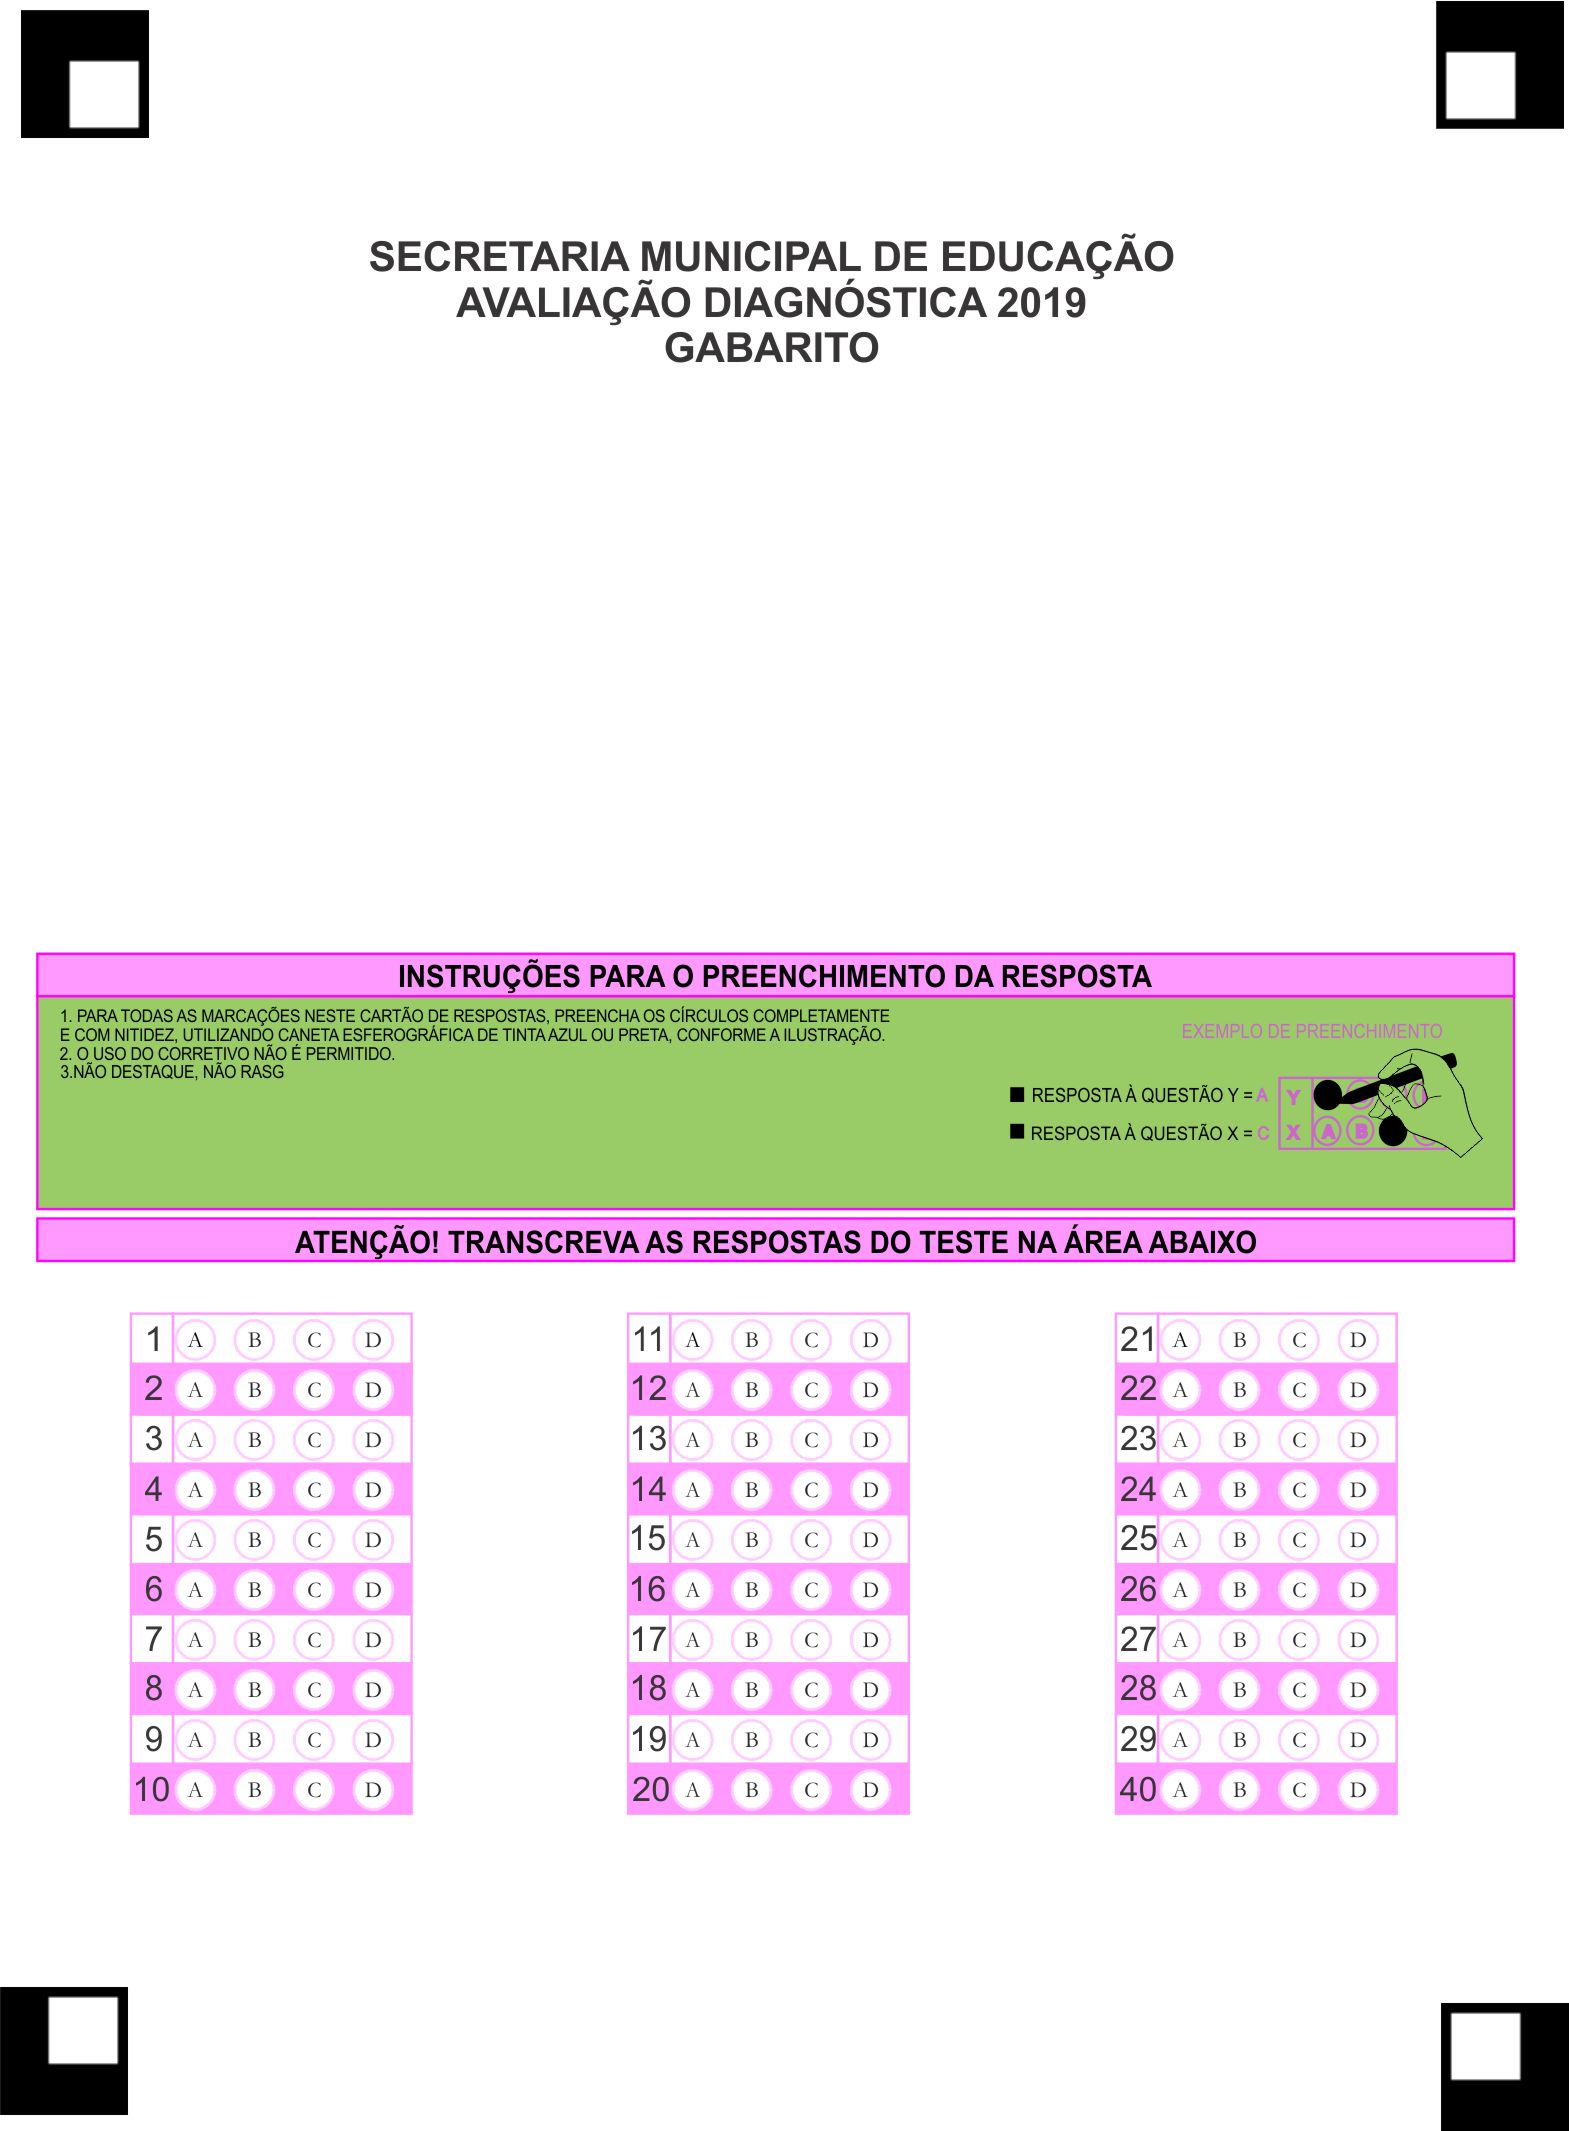 SECRETARIA MUNICIPAL DE EDUCAÇÃO
AVALIAÇÃO DIAGNÓSTICA 2019
GABARITO
INSTRUÇÕES PARA O PREENCHIMENTO DA RESPOSTA
1. PARA TODAS AS MARCAÇÕES NESTE CARTÃO DE RESPOSTAS, PREENCHA OS CÍRCULOS COMPLETAMENTE
E COM NITIDEZ, UTILIZANDO CANETA ESFEROGRÁFICA DE TINTA AZUL OU PRETA, CONFORME A ILUSTRAÇÃO.
2. O USO DO CORRETIVO NÃO É PERMITIDO.
3.NÃO DESTAQUE, NÃO RASG
EXEMPLO DE PREENCHIMENTO
RESPOSTA À QUESTÃO Y = A Y
RESPOSTA À QUESTÃO X = C X A B
ATENÇÃO! TRANSCREVA AS RESPOSTAS DO TESTE NA ÁREA ABAIXO
1 A B C D
2 A B C D
3 A B C D
4 A B C D
5 A B C D
6 A B C D
7 A B C D
8 A B C D
9 A B C D
10 A B C D
11 A B C D
12 A B C D
13 A B C D
14 A B C D
15 A B C D
16 A B C D
17 A B C D
18 A B C D
19 A B C D
20 A B C D
21 A B C D
22 A B C D
23 A B C D
24 A B C D
25 A B C D
26 A B C D
27 A B C D
28 A B C D
29 A B C D
40 A B C D